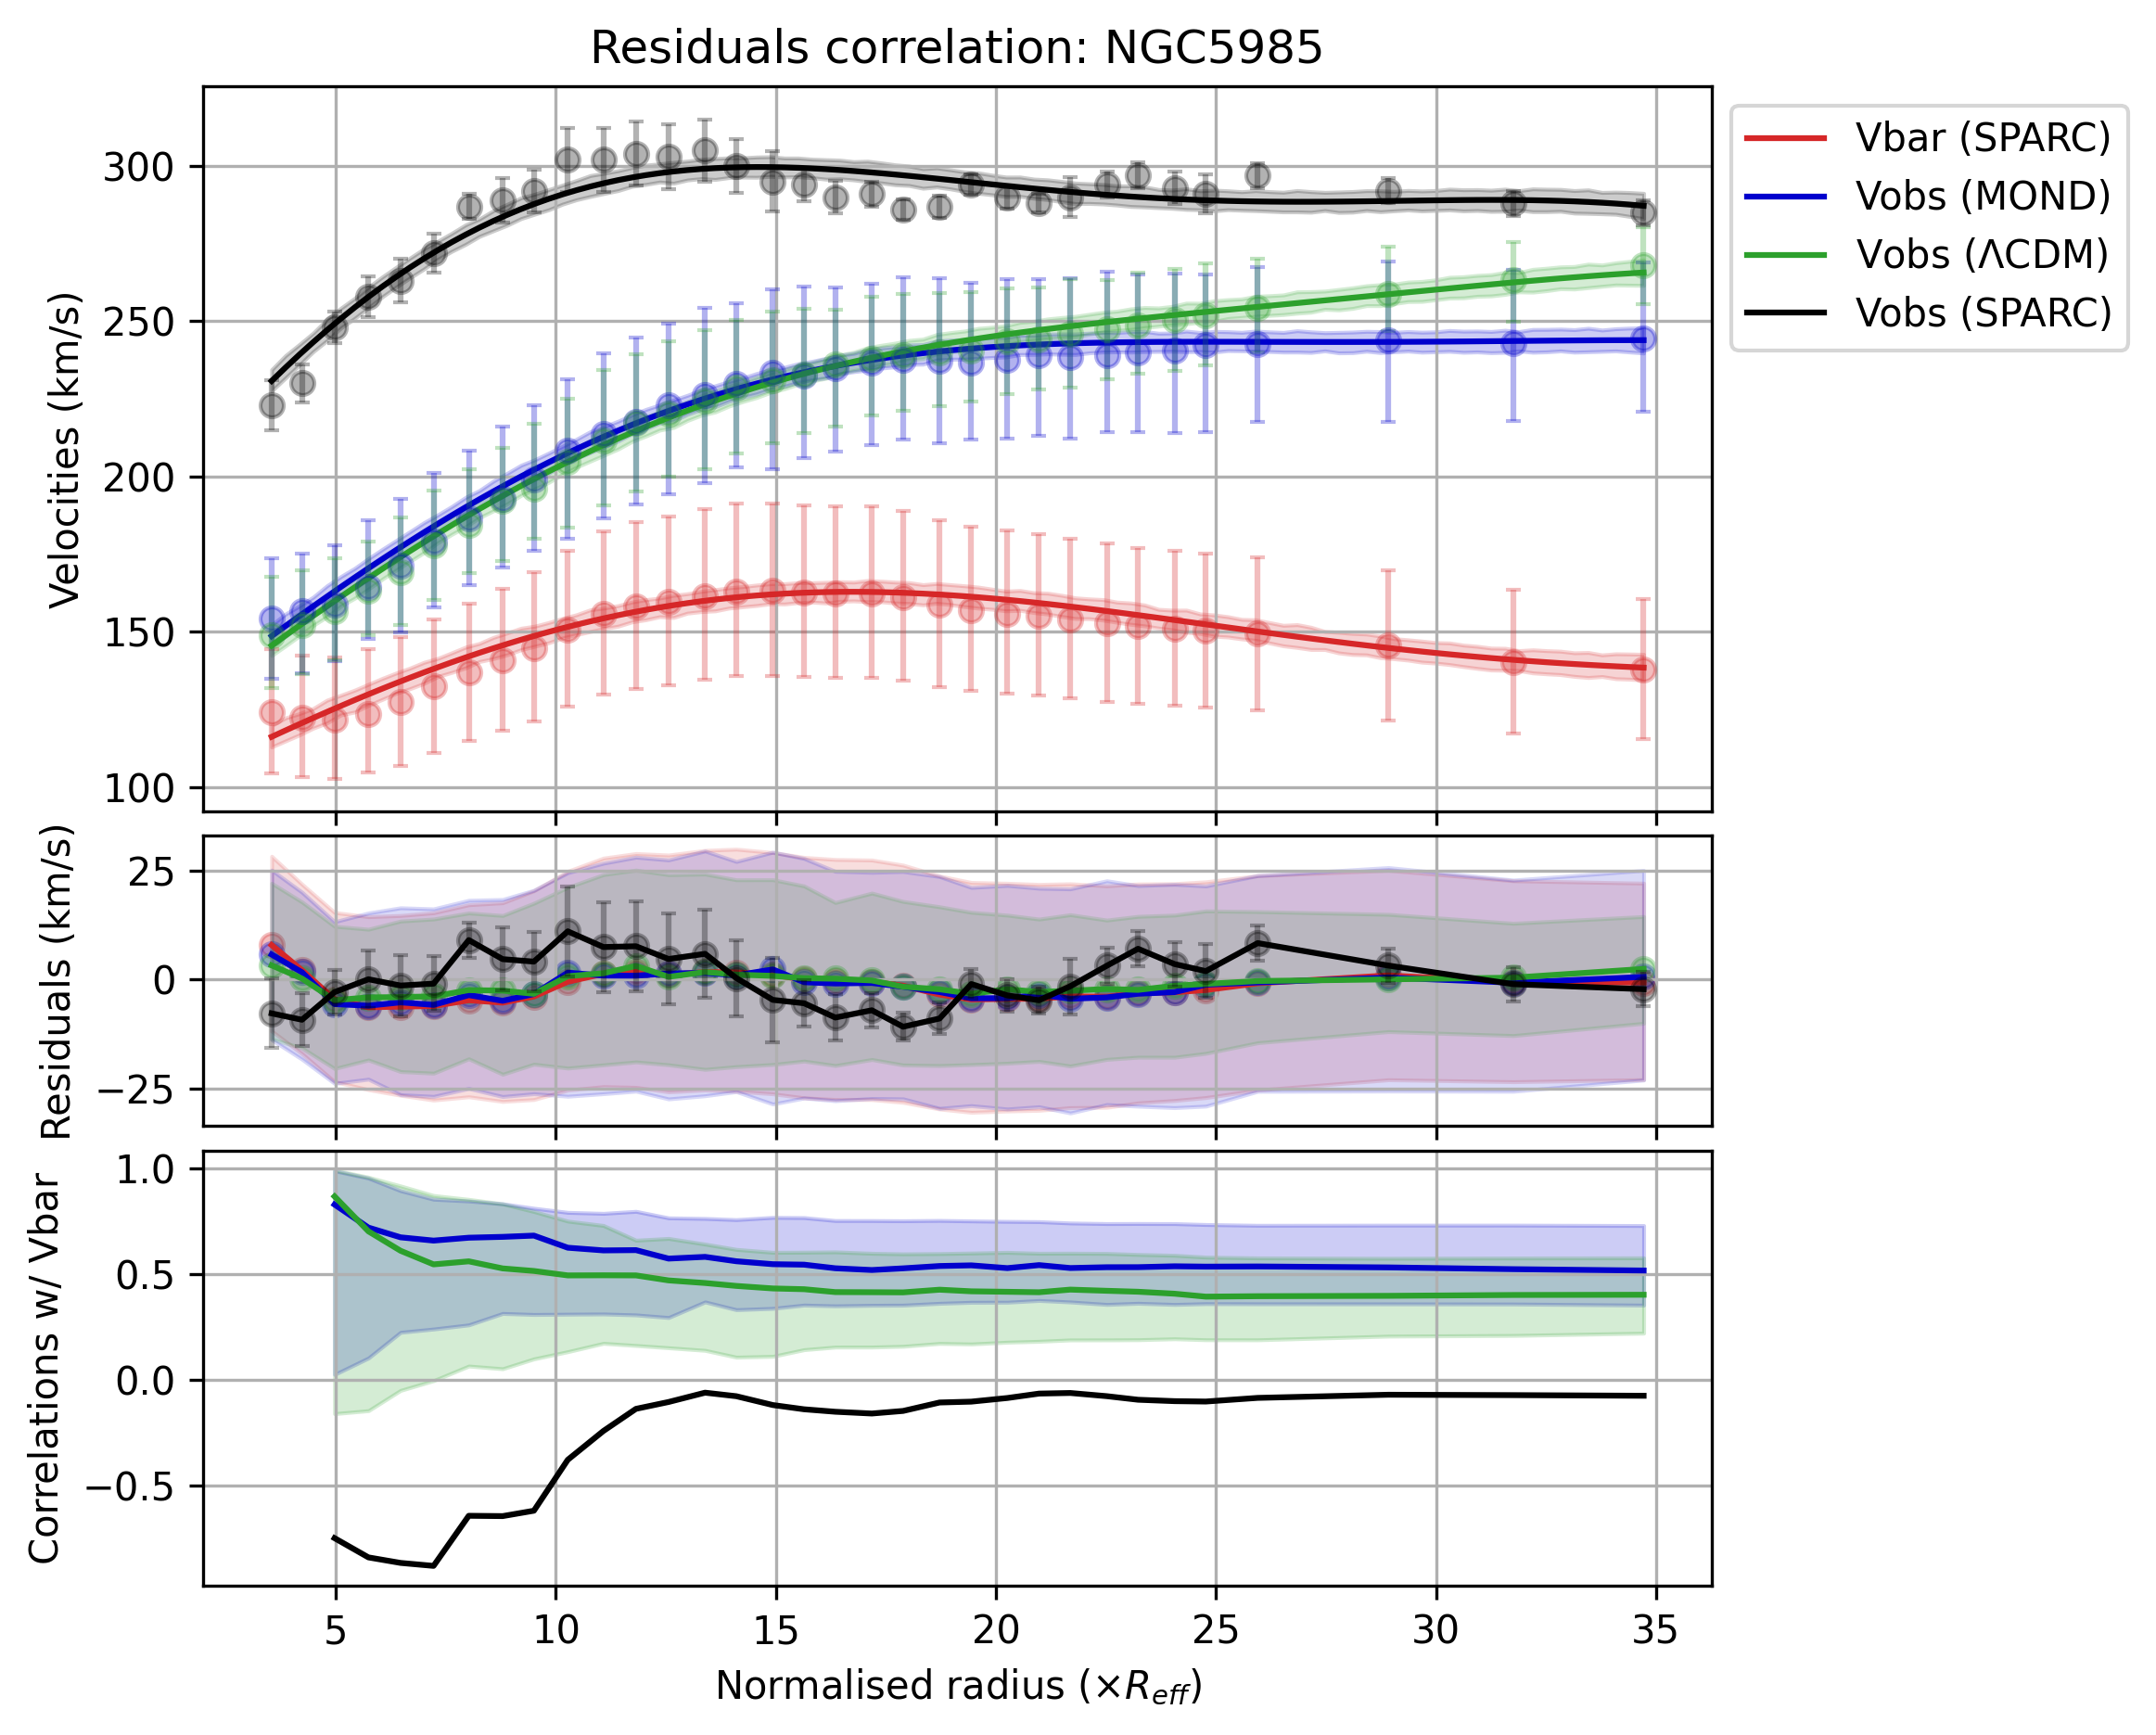 Residuals correlation: NGC5985
Velocities (km/s)
300
250
200
150
100
Vbar (SPARC)
Vobs (MOND)
Vobs (ΛCDM)
Vobs (SPARC)
Residuals (km/s)
25
0
−25
Correlations w/ Vbar
1.0
0.5
0.0
−0.5
5 10 15 20 25 30 35
Normalised radius (×R_eff)